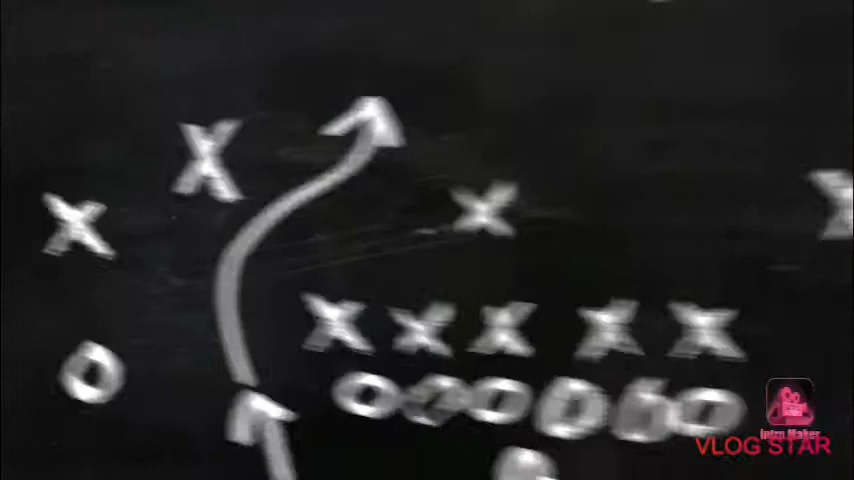 X
X
X
X
X X X X X
O O O O O O O
Intro Maker
VLOG STAR